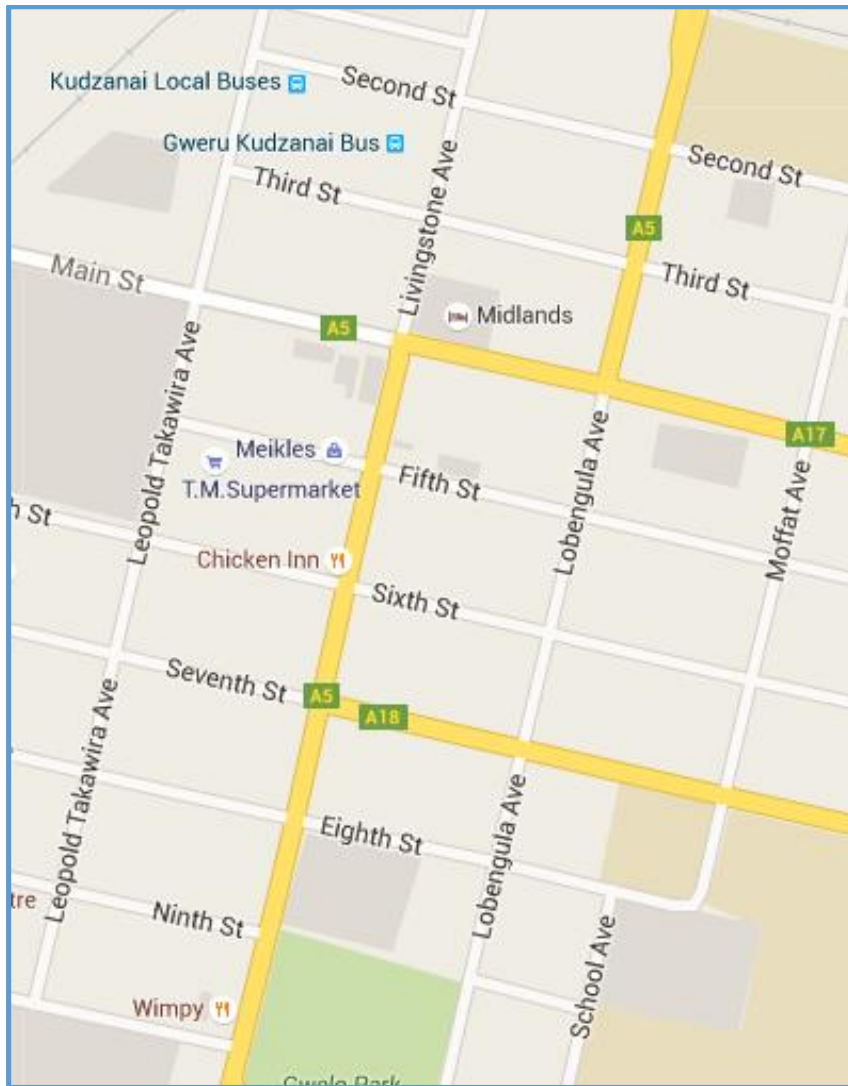 Second St
Kudzanai Local Buses
Gweru Kudzanai Bus
Second St
Third St
Livingstone Ave
A5
Main St
Third St
Midlands
A5
Leopold Takawira Ave
Lobengula Ave
A17
Meikles
Fifth St
T.M.Supermarket
Moffat Ave
h St
Chicken Inn
Sixth St
Seventh St
A5
A18
Leopold Takawira Ave
Lobengula Ave
Eighth St
tre
Ninth St
School Ave
Wimpy
Gwelo Park